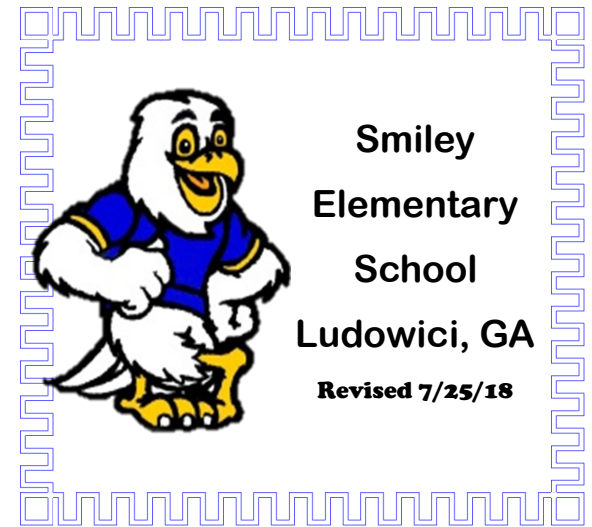 Smiley
Elementary
School
Ludowici, GA
Revised 7/25/18